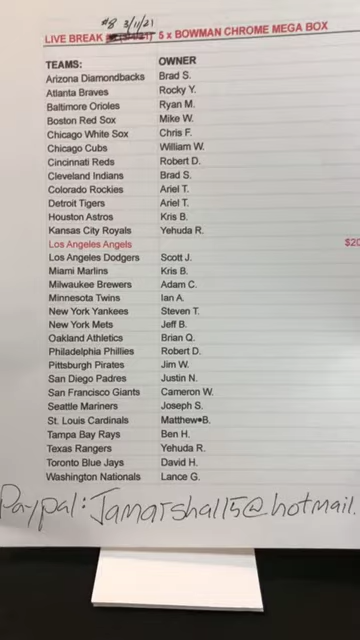 #8 3/11/21
LIVE BREAK 5 x BOWMAN CHROME MEGA BOX
TEAMS: OWNER
Arizona Diamondbacks Brad S.
Atlanta Braves Rocky Y.
Baltimore Orioles Ryan M.
Boston Red Sox Mike W.
Chicago White Sox Chris F.
Chicago Cubs William W.
Cincinnati Reds Robert D.
Cleveland Indians Brad S.
Colorado Rockies Ariel T.
Detroit Tigers Ariel T.
Houston Astros Kris B.
Kansas City Royals Yehuda R.
Los Angeles Angels $20
Los Angeles Dodgers Scott J.
Miami Marlins Kris B.
Milwaukee Brewers Adam C.
Minnesota Twins Ian A.
New York Yankees Steven T.
New York Mets Jeff B.
Oakland Athletics Brian Q.
Philadelphia Phillies Robert D.
Pittsburgh Pirates Jim W.
San Diego Padres Justin N.
San Francisco Giants Cameron W.
Seattle Mariners Joseph S.
St. Louis Cardinals Matthew•B.
Tampa Bay Rays Ben H.
Texas Rangers Yehuda R.
Toronto Blue Jays David H.
Washington Nationals Lance G.
Paypal: Jamarshall5@hotmail.